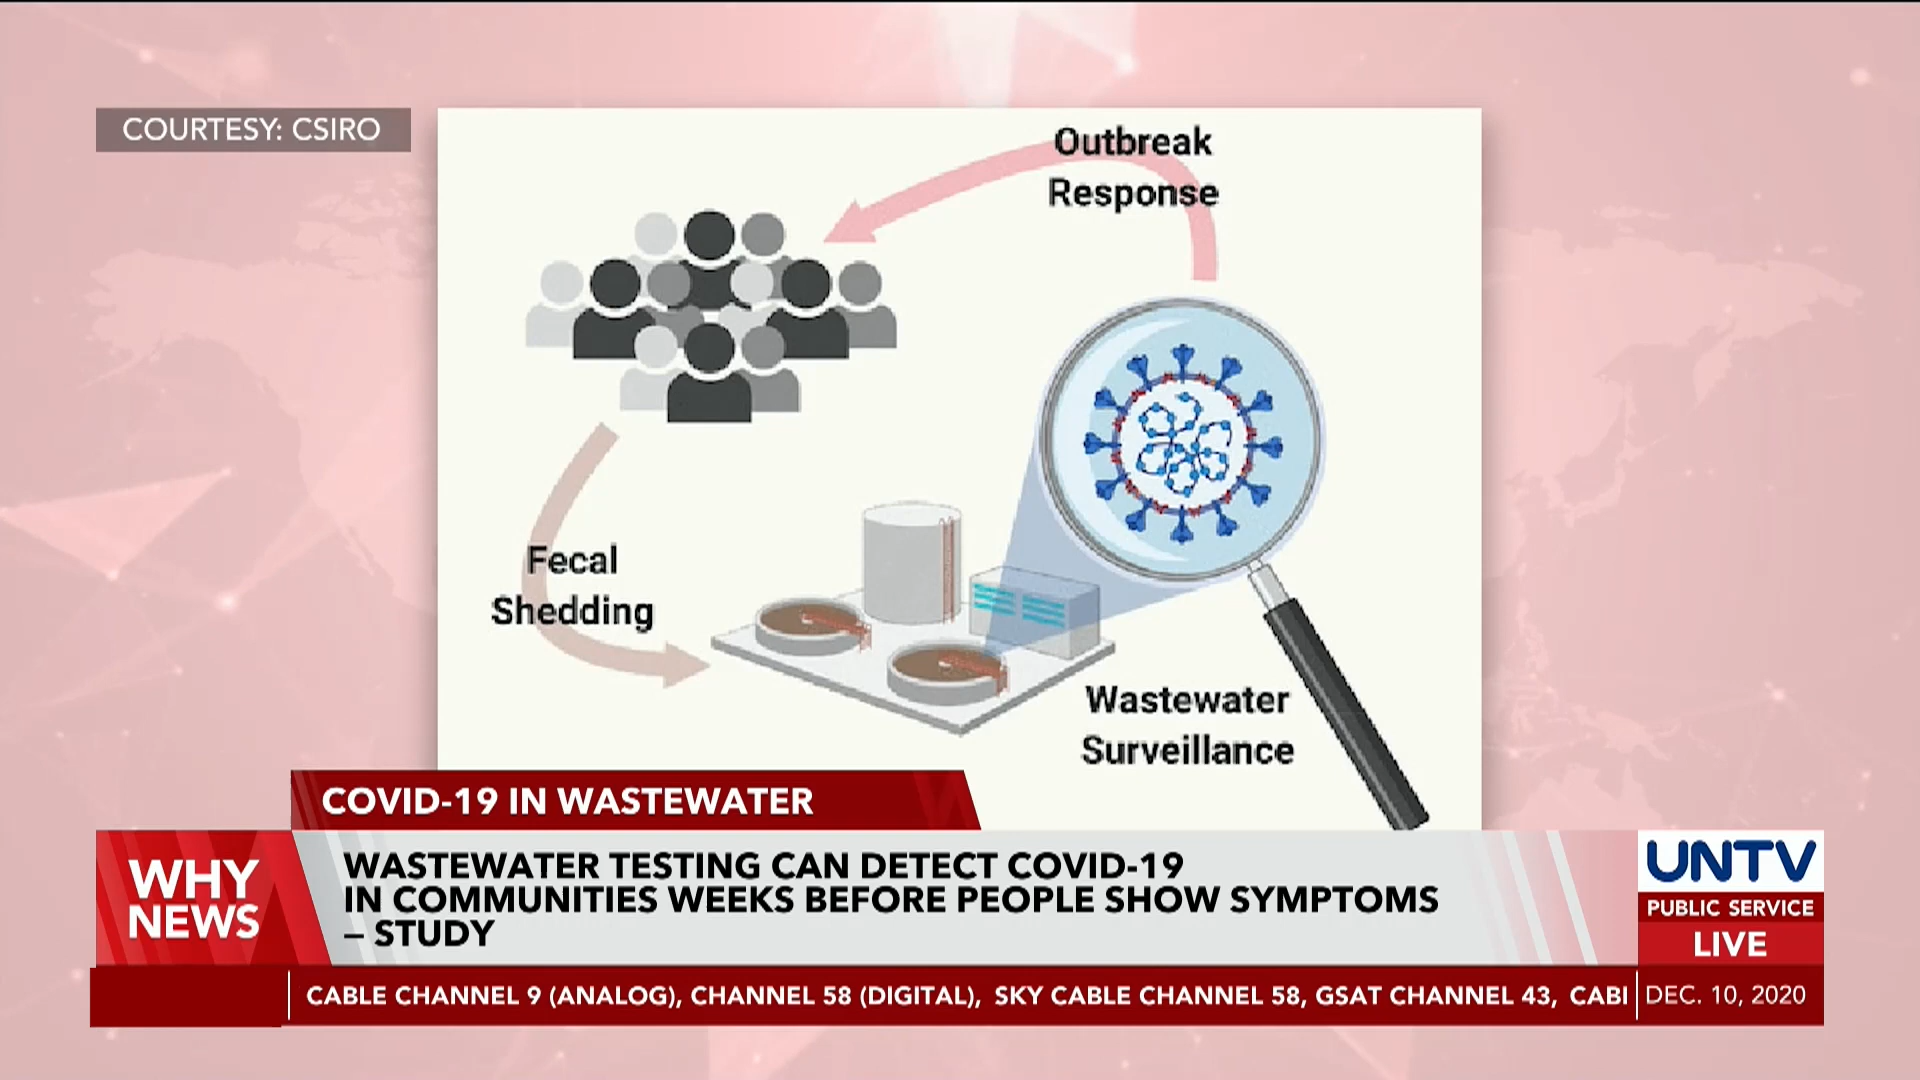 COURTESY: CSIRO
Outbreak
Response
Fecal
Shedding
Wastewater
Surveillance
COVID-19 IN WASTEWATER
WHY
NEWS
WASTEWATER TESTING CAN DETECT COVID-19
IN COMMUNITIES WEEKS BEFORE PEOPLE SHOW SYMPTOMS
– STUDY
UNTV
PUBLIC SERVICE
LIVE
CABLE CHANNEL 9 (ANALOG), CHANNEL 58 (DIGITAL), SKY CABLE CHANNEL 58, GSAT CHANNEL 43, CABI
DEC. 10, 2020